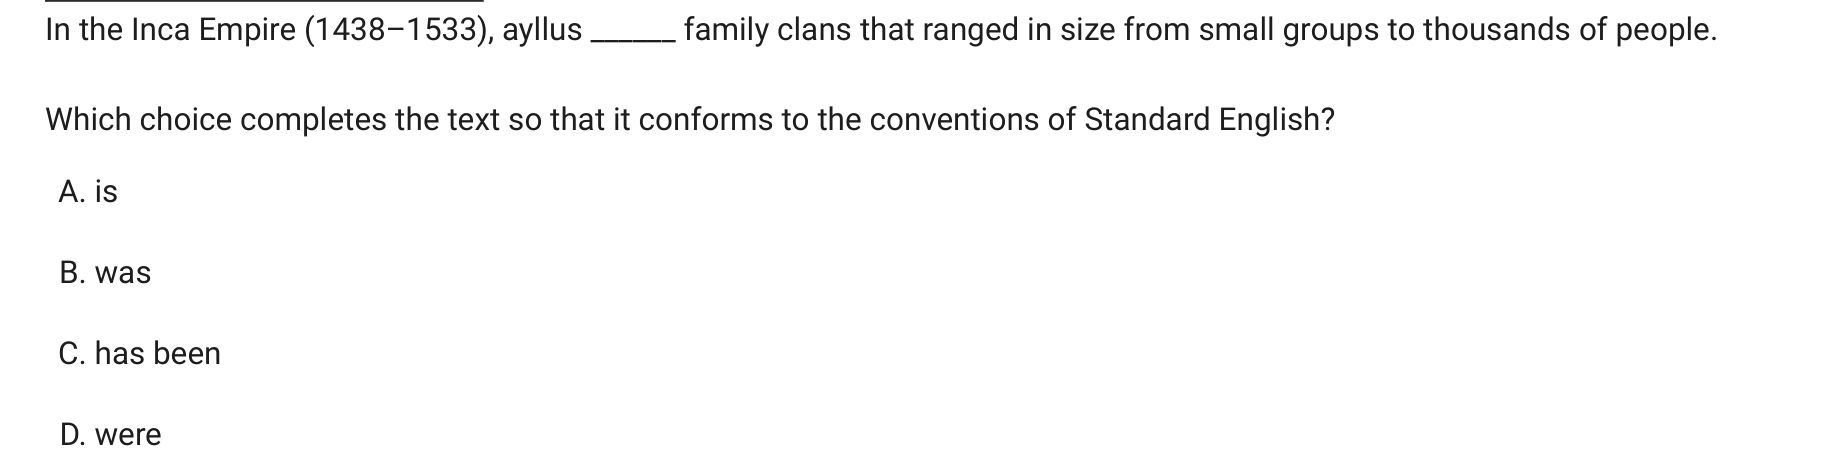 In the Inca Empire (1438–1533), ayllus ______ family clans that ranged in size from small groups to thousands of people.
Which choice completes the text so that it conforms to the conventions of Standard English?
A. is
B. was
C. has been
D. were